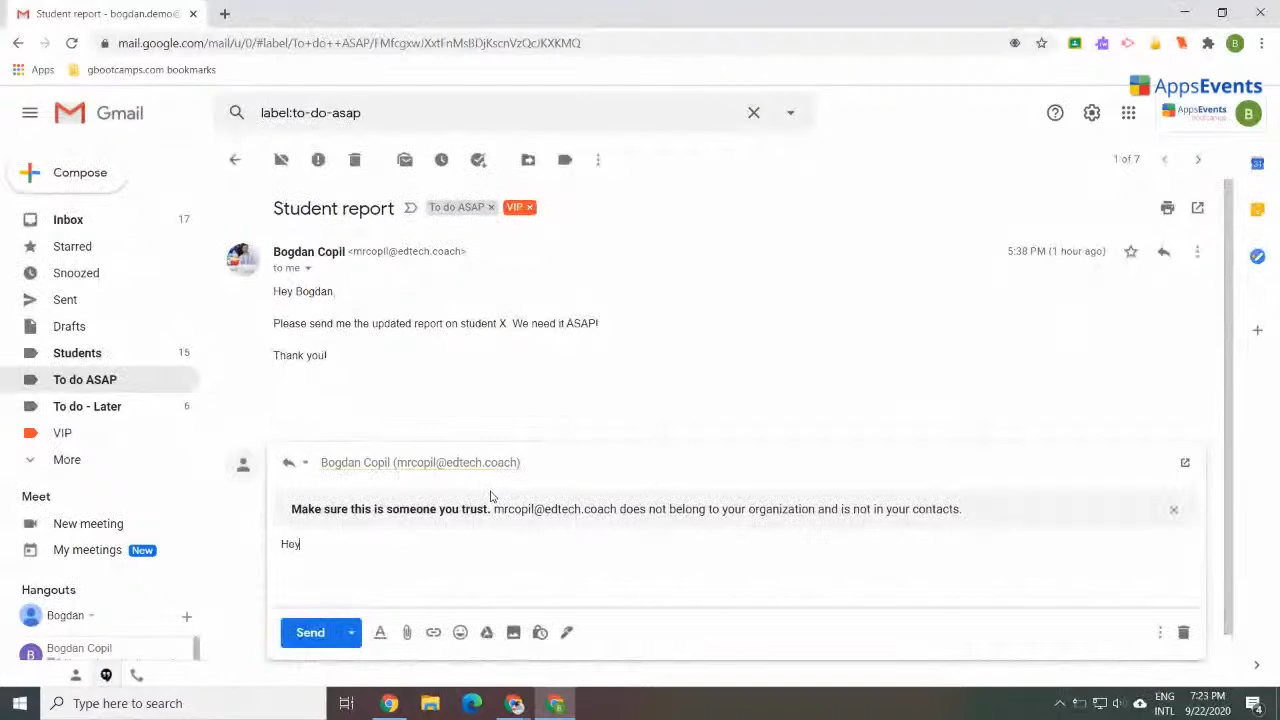 Student report - bogdan.demo@
mail.google.com/mail/u/0/#label/To+do++ASAP/FMfcgxwJXxtFnMsBDjKscnVzQczKXKMQ
Apps gbootcamps.com bookmarks
AppsEvents
Gmail
label:to-do-asap
AppsEvents
B
Compose
1 of 7
Student report
To do ASAP ×
VIP ×
Inbox 17
Starred
Snoozed
Sent
Drafts
Students 15
To do ASAP
To do - Later 6
VIP
More
Meet
New meeting
My meetings New
Hangouts
Bogdan
B Bogdan Copil
Bogdan Copil <mrcopil@edtech.coach>
5:38 PM (1 hour ago)
to me
Hey Bogdan,
Please send me the updated report on student X. We need it ASAP!
Thank you!
Bogdan Copil (mrcopil@edtech.coach)
Make sure this is someone you trust. mrcopil@edtech.coach does not belong to your organization and is not in your contacts.
Hey
Send
Type here to search
ENG
INTL
7:23 PM
9/22/2020
4